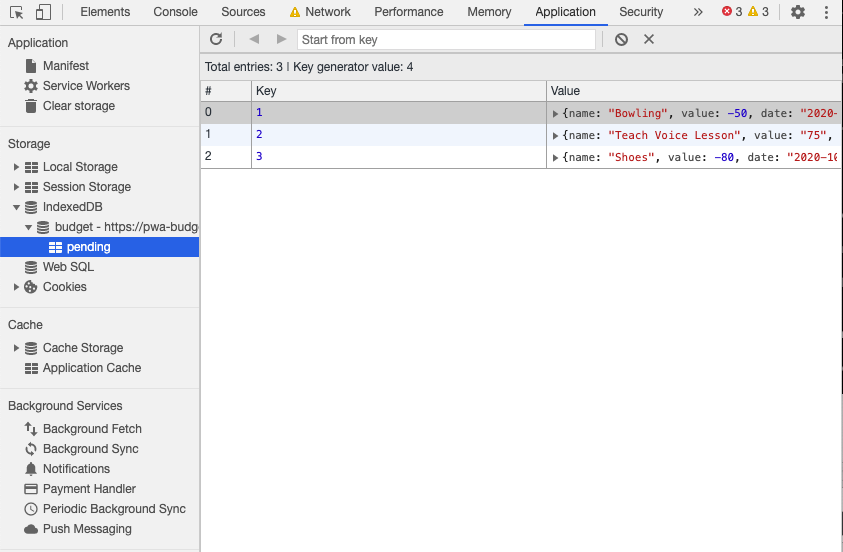 Elements Console Sources Network Performance Memory Application Security » 3 3
Application
Manifest
Service Workers
Clear storage
Storage
Local Storage
Session Storage
IndexedDB
budget - https://pwa-budg
pending
Web SQL
Cookies
Cache
Cache Storage
Application Cache
Background Services
Background Fetch
Background Sync
Notifications
Payment Handler
Periodic Background Sync
Push Messaging
Start from key
Total entries: 3 | Key generator value: 4
# Key Value
0 1 {name: "Bowling", value: -50, date: "2020-
1 2 {name: "Teach Voice Lesson", value: "75",
2 3 {name: "Shoes", value: -80, date: "2020-10